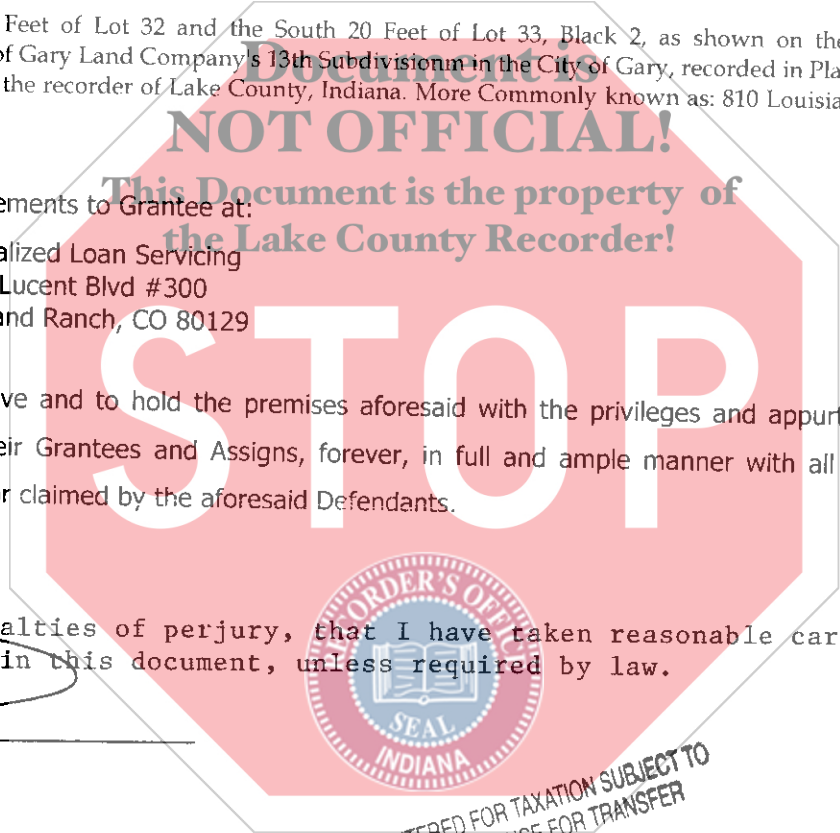 Feet of Lot 32 and the South 20 Feet of Lot 33, Black 2, as shown on the
of Gary Land Company's 13th Subdivisionm in the City of Gary, recorded in Pla
the recorder of Lake County, Indiana. More Commonly known as: 810 Louisia
Document is
NOT OFFICIAL!
This Document is the property of
the Lake County Recorder!
ements to Grantee at:
alized Loan Servicing
Lucent Blvd #300
and Ranch, CO 80129
STOP
ve and to hold the premises aforesaid with the privileges and appurt
eir Grantees and Assigns, forever, in full and ample manner with all
r claimed by the aforesaid Defendants.
alties of perjury, that I have taken reasonable car
in this document, unless required by law.
ORDER'S OFFIC
SEAL
INDIANA
TERED FOR TAXATION SUBJECT TO
CE FOR TRANSFER